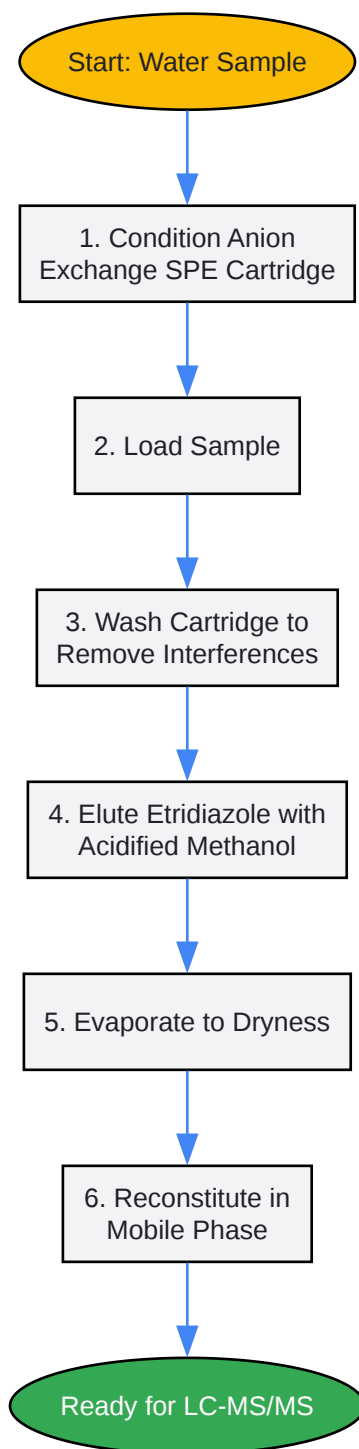 Start: Water Sample
1. Condition Anion
Exchange SPE Cartridge
2. Load Sample
3. Wash Cartridge to
Remove Interferences
4. Elute Etridiazole with
Acidified Methanol
5. Evaporate to Dryness
6. Reconstitute in
Mobile Phase
Ready for LC-MS/MS